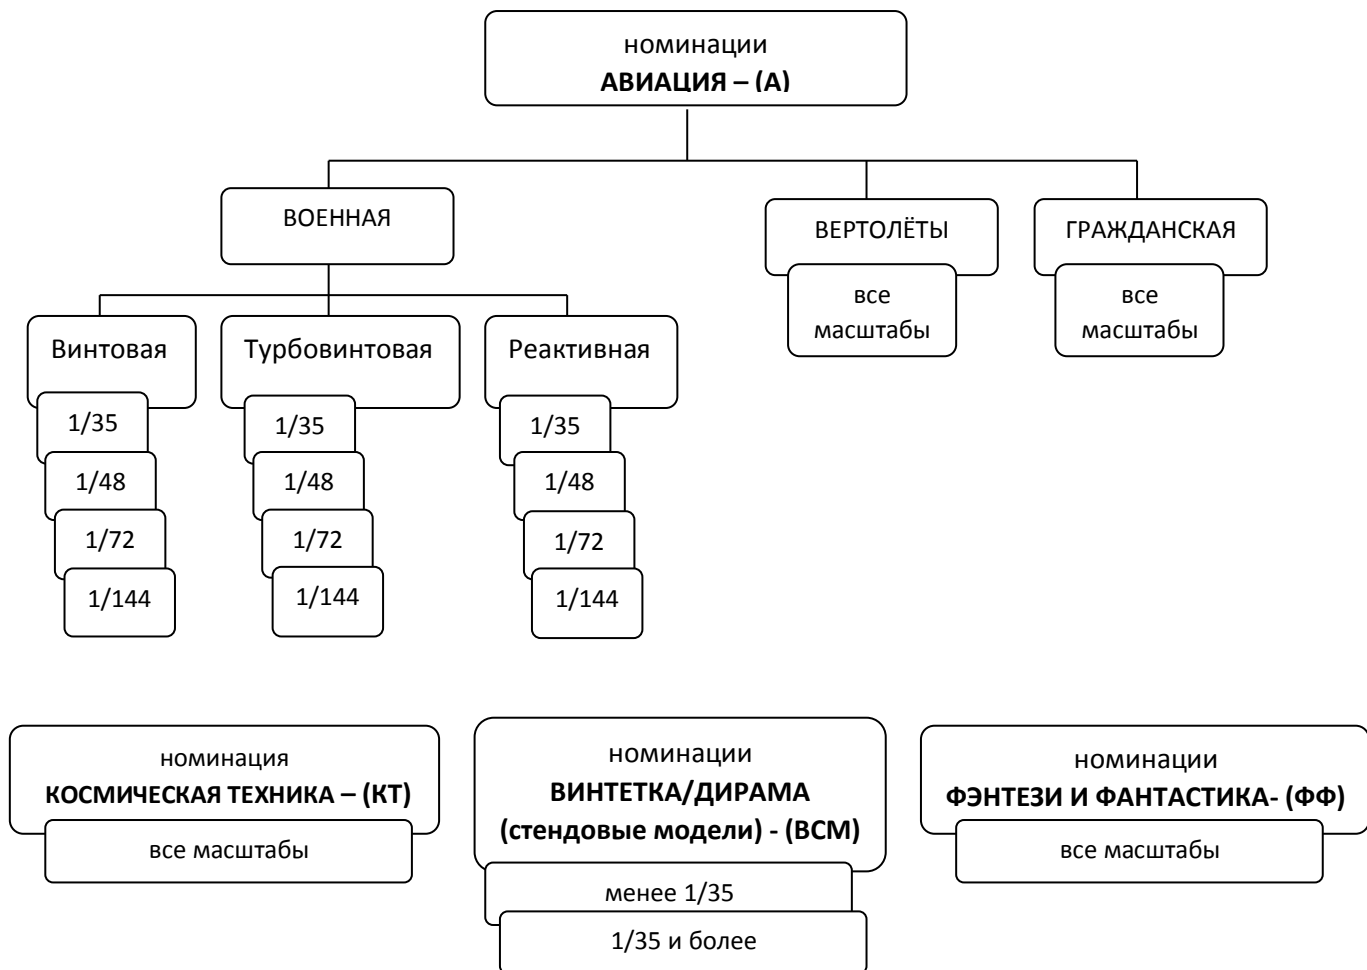 номинации
АВИАЦИЯ – (А)
ВОЕННАЯ
ВЕРТОЛЁТЫ
ГРАЖДАНСКАЯ
все
масштабы
все
масштабы
Винтовая
Турбовинтовая
Реактивная
1/35
1/48
1/72
1/144
1/35
1/48
1/72
1/144
1/35
1/48
1/72
1/144
номинация
КОСМИЧЕСКАЯ ТЕХНИКА – (КТ)
все масштабы
номинации
ВИНТЕТКА/ДИРАМА
(стендовые модели) - (ВСМ)
менее 1/35
1/35 и более
номинации
ФЭНТЕЗИ И ФАНТАСТИКА- (ФФ)
все масштабы